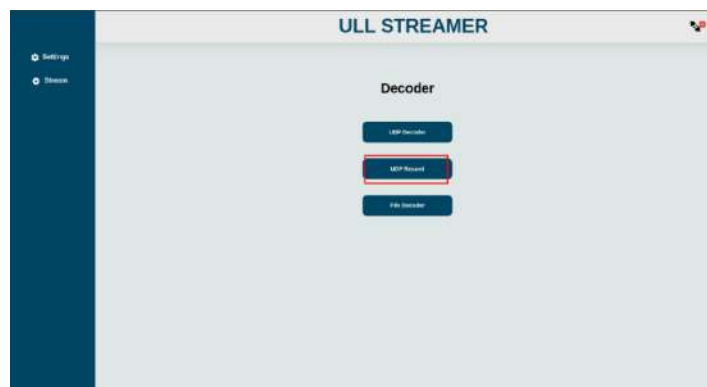 ULL STREAMER
Settings
Stream
Decoder
UDP Decoder
UDP Record
File Decoder